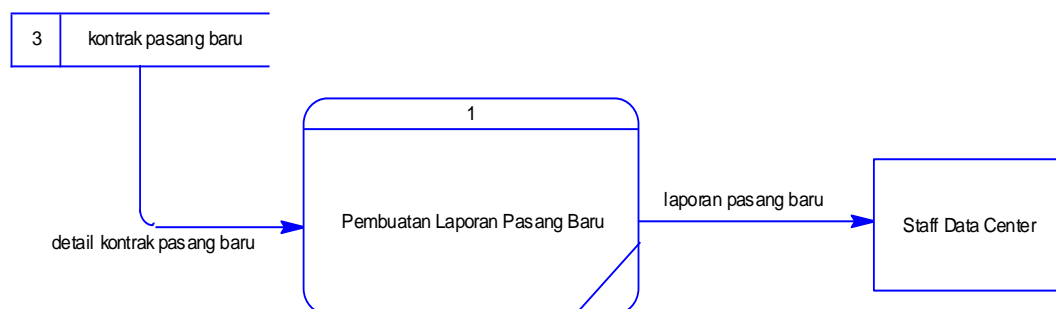 3 kontrak pasang baru
1
Pembuatan Laporan Pasang Baru
laporan pasang baru
Staff Data Center
detail kontrak pasang baru